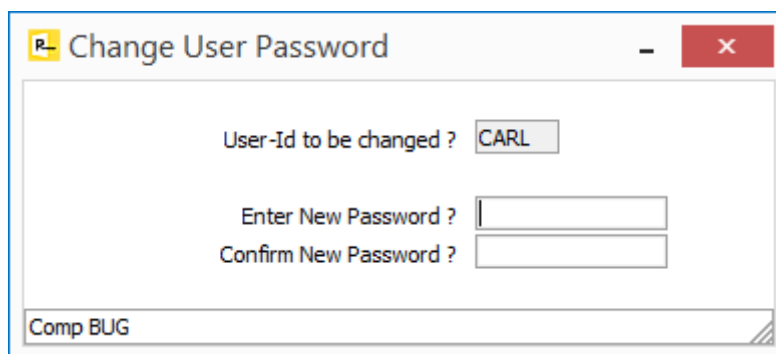 P Change User Password
User-Id to be changed ? CARL
Enter New Password ?
Confirm New Password ?
Comp BUG